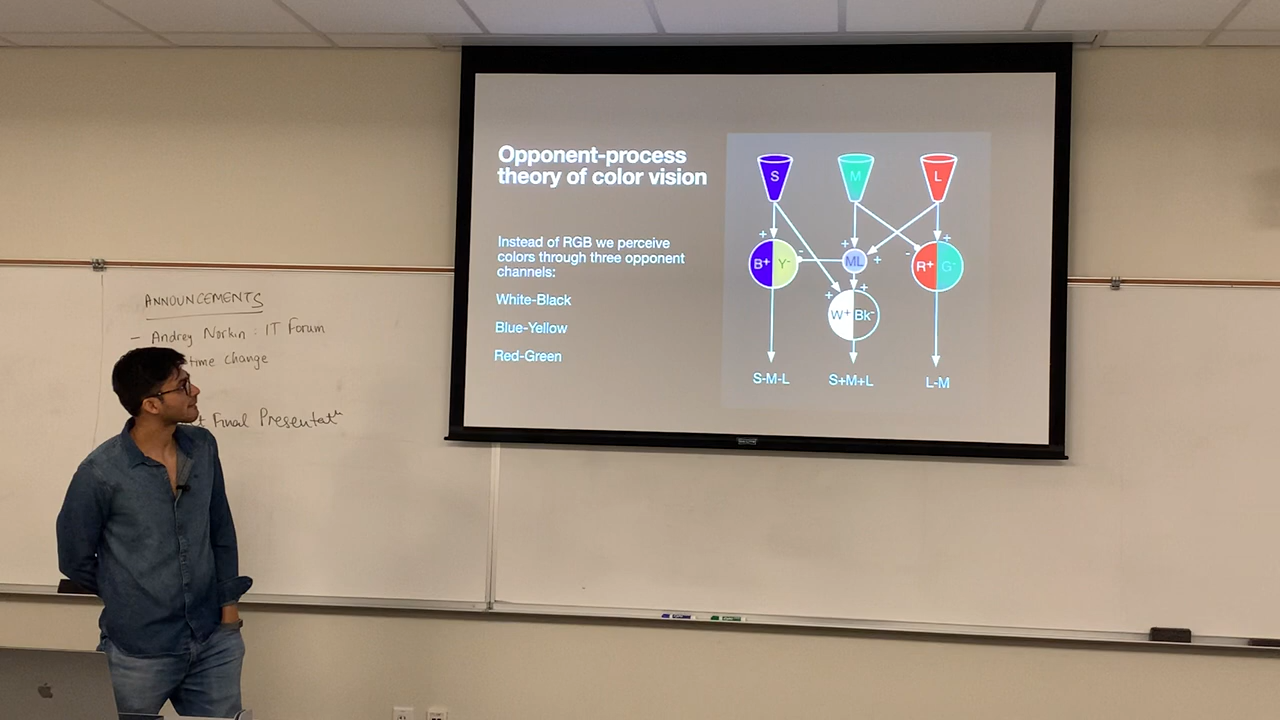 ANNOUNCEMENTS
- Andrey Norkin : IT Forum
time change
Final Presentat
Opponent-process
theory of color vision
Instead of RGB we perceive
colors through three opponent
channels:
White-Black
Blue-Yellow
Red-Green
S M L
+ - + + - +
B+ Y- ML R+ G-
+ +
W+ Bk-
S-M-L S+M+L L-M